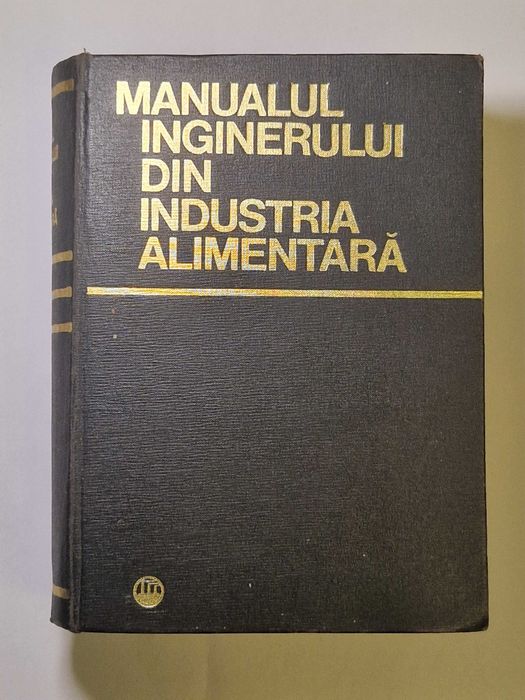 MANUALUL
INGINERULUI
DIN
INDUSTRIA
ALIMENTARĂ